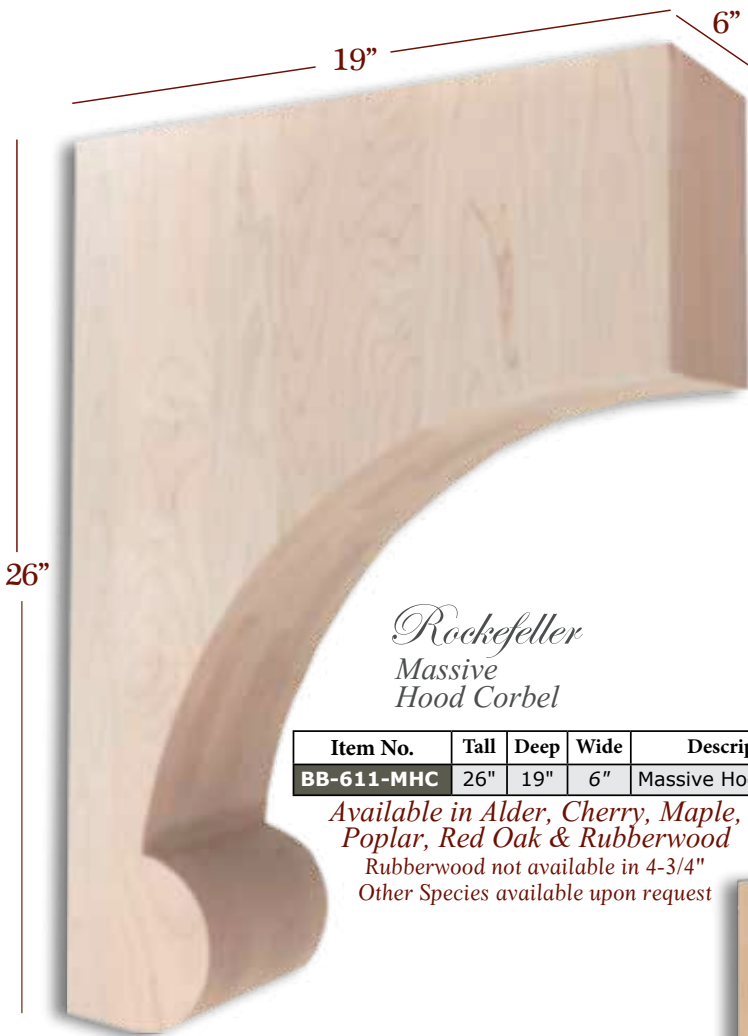 6”
19”
26”
Rockefeller
Massive
Hood Corbel
Item No. Tall Deep Wide
BB-611-MHC 26" 19" 6” Massive
Available in Alder, Cherry, Maple,
Poplar, Red Oak & Rubberwood
Rubberwood not available in 4-3/4"
Other Species available upon request